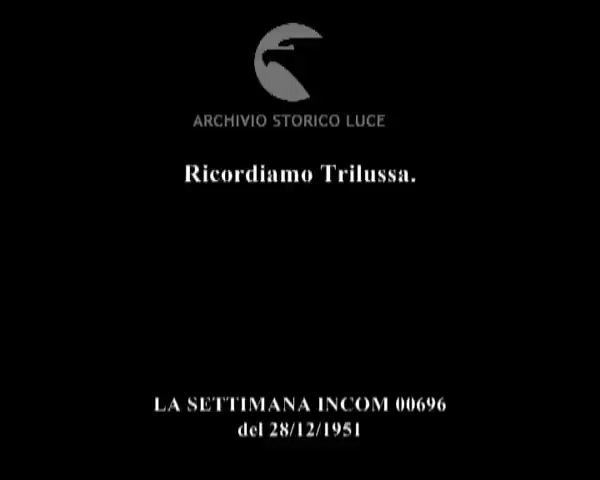 ARCHIVIO STORICO LUCE
Ricordiamo Trilussa.
LA SETTIMANA INCOM 00696
del 28/12/1951